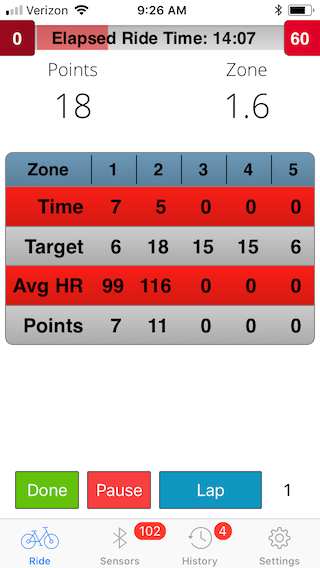 Verizon 9:26 AM
0 Elapsed Ride Time: 14:07 60
Points Zone
18 1.6
Zone 1 2 3 4 5
Time 7 5 0 0 0
Target 6 18 15 15 6
Avg HR 99 116 0 0 0
Points 7 11 0 0 0
Done Pause Lap 1
102 4
Ride Sensors History Settings